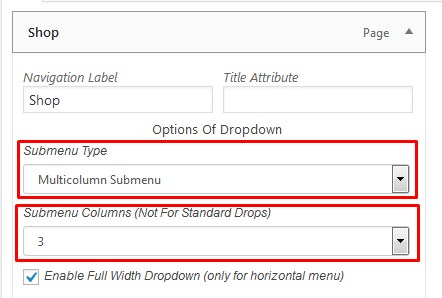 Shop Page
Navigation Label Title Attribute
Shop
Options Of Dropdown
Submenu Type
Multicolumn Submenu
Submenu Columns (Not For Standard Drops)
3
Enable Full Width Dropdown (only for horizontal menu)